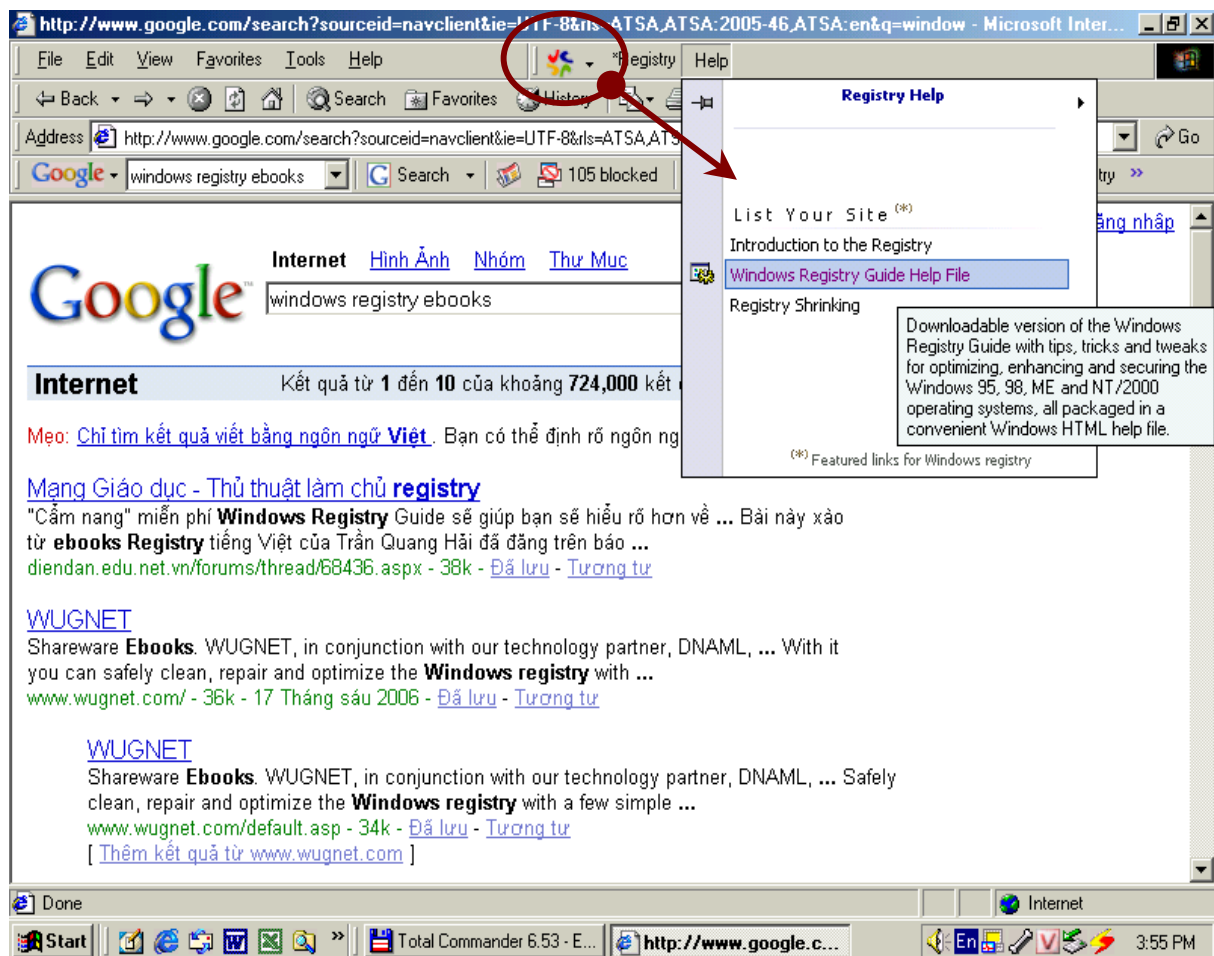 http://www.google.com/search?sourceid=navclient&ie=UTF-8&rls=ATSA,ATSA:2005-46,ATSA:en&q=window - Microsoft Inter...
File Edit View Favorites Tools Help *Registry Help
Back Search Favorites History
Address http://www.google.com/search?sourceid=navclient&ie=UTF-8&rls=ATSA,ATS Go
Google windows registry ebooks Search 105 blocked try »
Registry Help
List Your Site (*)
Introduction to the Registry
Windows Registry Guide Help File
Registry Shrinking
Downloadable version of the Windows
Registry Guide with tips, tricks and tweaks
for optimizing, enhancing and securing the
Windows 95, 98, ME and NT/2000
operating systems, all packaged in a
convenient Windows HTML help file.
(*) Featured links for Windows registry
ăng nhập
Google™
Internet Hình Ảnh Nhóm Thư Mục
windows registry ebooks
Internet Kết quả từ 1 đến 10 của khoảng 724,000 kết
Mẹo: Chỉ tìm kết quả viết bằng ngôn ngữ Việt . Bạn có thể định rõ ngôn ng
Mạng Giáo dục - Thủ thuật làm chủ registry
"Cẩm nang" miễn phí Windows Registry Guide sẽ giúp bạn sẽ hiểu rõ hơn về ... Bài này xào
từ ebooks Registry tiếng Việt của Trần Quang Hải đã đăng trên báo ...
diendan.edu.net.vn/forums/thread/68436.aspx - 38k - Đã lưu - Tương tự
WUGNET
Shareware Ebooks. WUGNET, in conjunction with our technology partner, DNAML, ... With it
you can safely clean, repair and optimize the Windows registry with ...
www.wugnet.com/ - 36k - 17 Tháng sáu 2006 - Đã lưu - Tương tự
WUGNET
Shareware Ebooks. WUGNET, in conjunction with our technology partner, DNAML, ... Safely
clean, repair and optimize the Windows registry with a few simple ...
www.wugnet.com/default.asp - 34k - Đã lưu - Tương tự
[ Thêm kết quả từ www.wugnet.com ]
Done Internet
Start » Total Commander 6.53 - E... http://www.google.c... En 3:55 PM